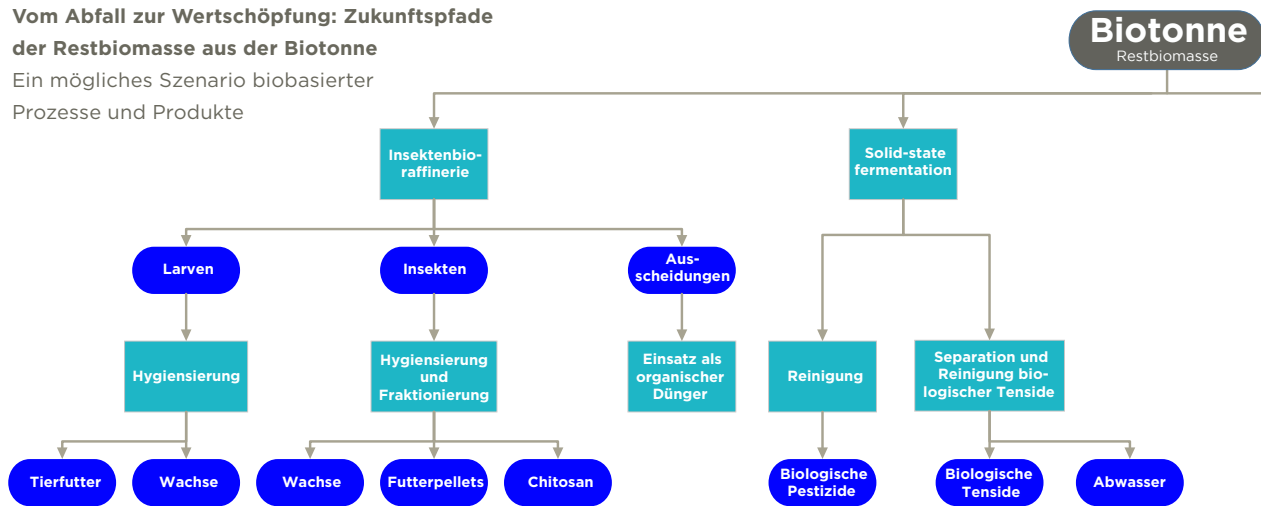 Vom Abfall zur Wertschöpfung: Zukunftspfade
der Restbiomasse aus der Biotonne
Ein mögliches Szenario biobasierter
Prozesse und Produkte
Biotonne
Restbiomasse
Insektenbio-
raffinerie
Solid-state
fermentation
Larven
Insekten
Aus-
scheidungen
Hygiensierung
Hygiensierung
und
Fraktionierung
Einsatz als
organischer
Dünger
Reinigung
Separation und
Reinigung bio-
logischer Tenside
Tierfutter
Wachse
Wachse
Futterpellets
Chitosan
Biologische
Pestizide
Biologische
Tenside
Abwasser